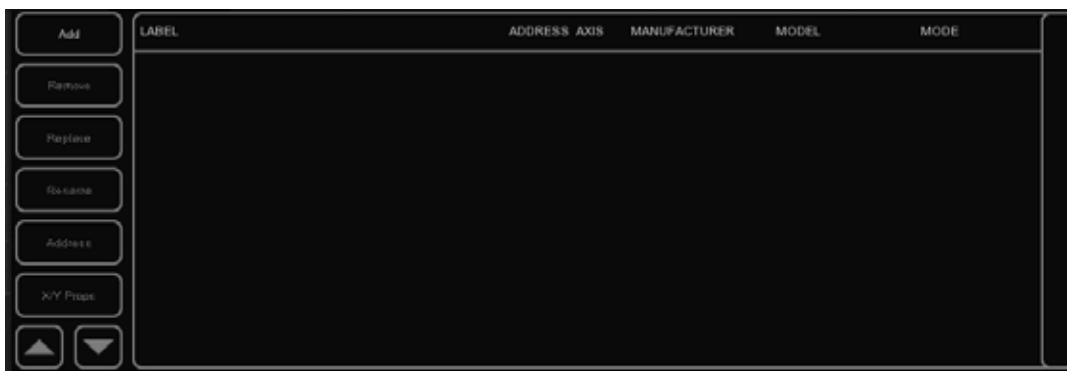 Add
LABEL ADDRESS AXIS MANUFACTURER MODEL MODE
Remove
Replace
Rename
Address
X/Y Props